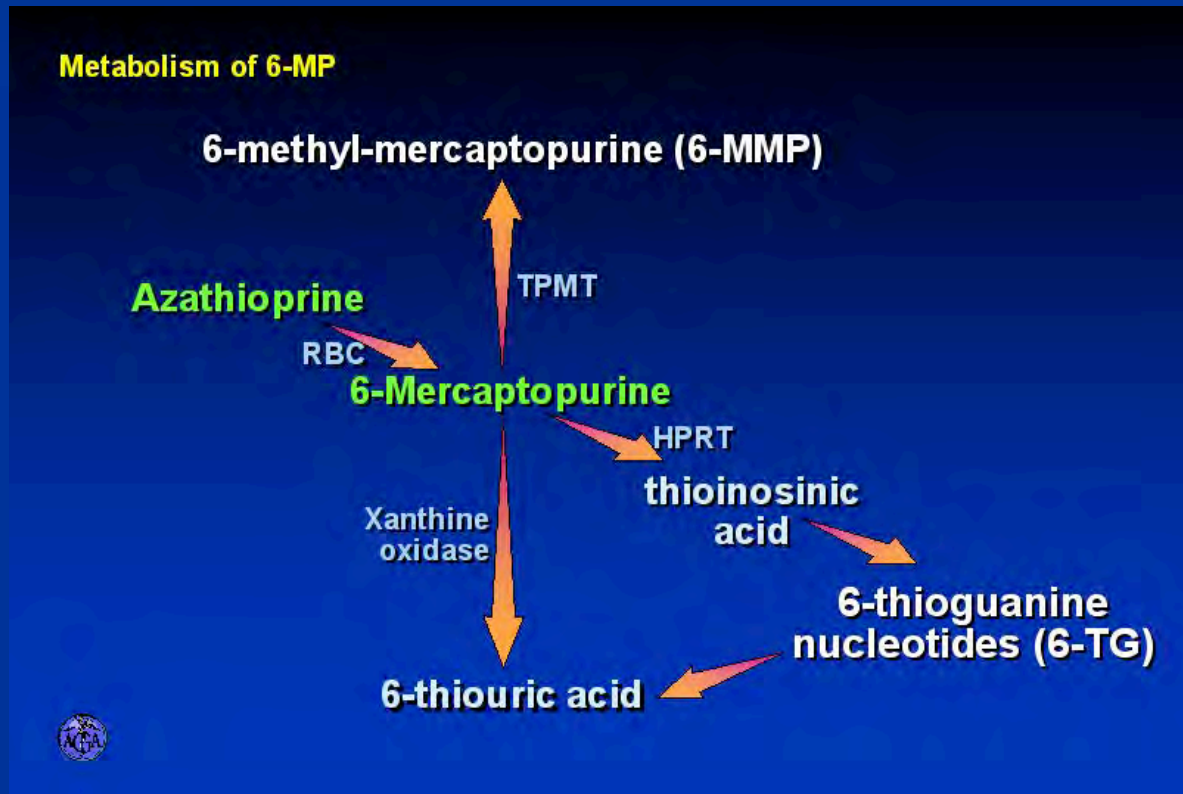 Metabolism of 6-MP
6-methyl-mercaptopurine (6-MMP)
TPMT
Azathioprine
RBC
6-Mercaptopurine
HPRT
thioinosinic
acid
Xanthine
oxidase
6-thioguanine
nucleotides (6-TG)
6-thiouric acid